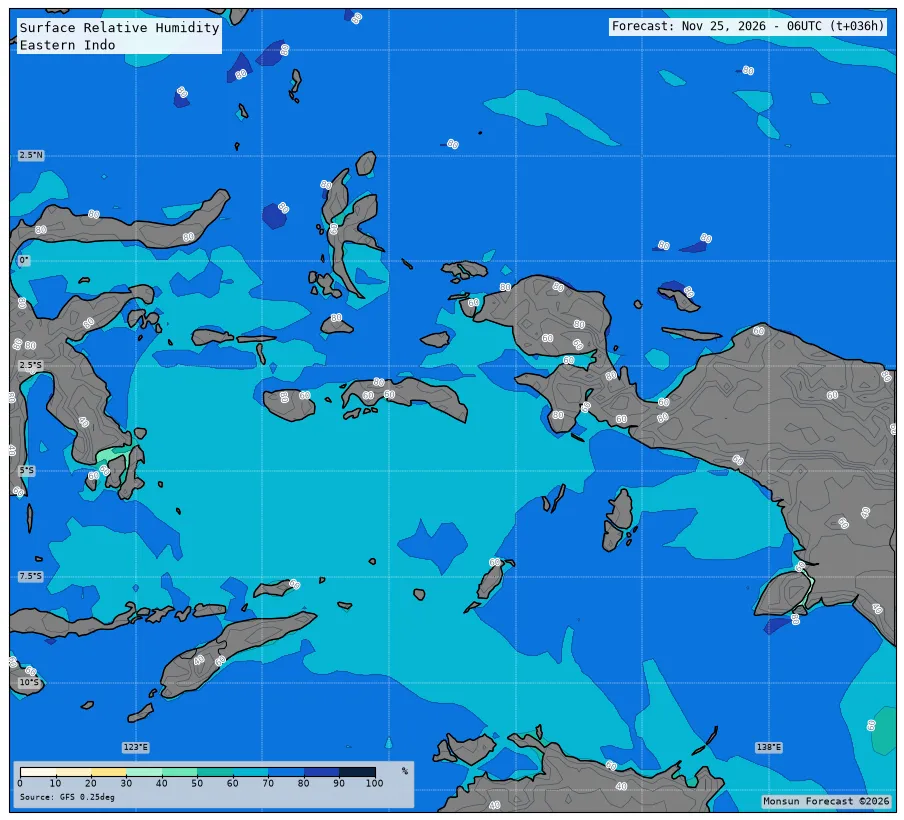 Surface Relative Humidity
Eastern Indo
Forecast: Nov 25, 2026 - 06UTC (t+036h)
2.5°N
0°
2.5°S
5°S
7.5°S
10°S
123°E
138°E
0 10 20 30 40 50 60 70 80 90 100 %
Source: GFS 0.25deg
Monsun Forecast ©2026